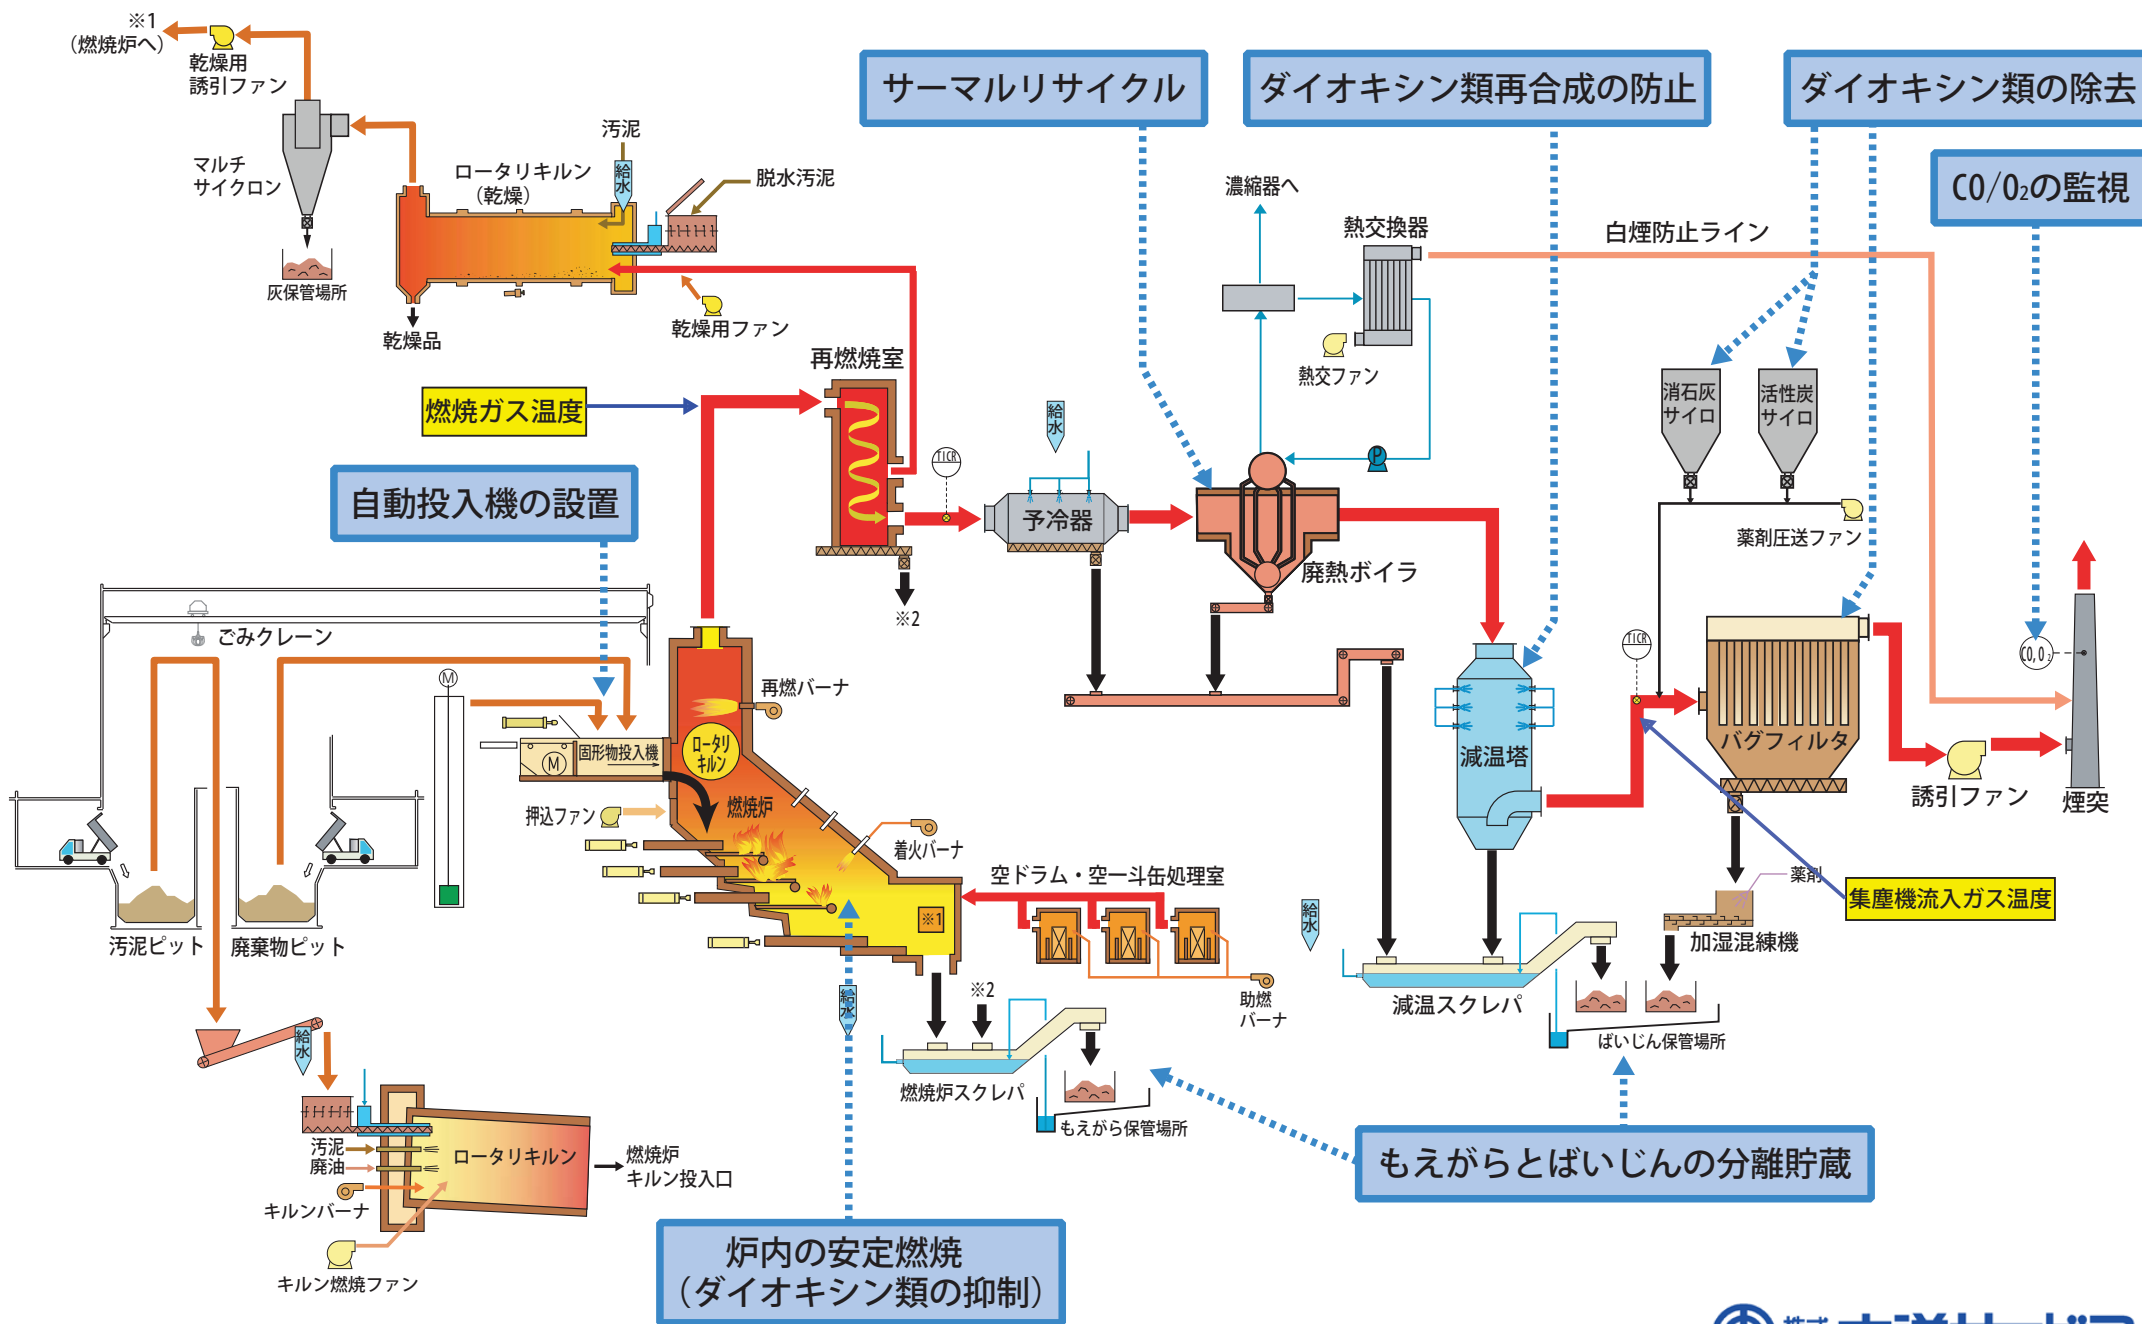 ※1
(燃焼炉へ)
乾燥用
誘引ファン
マルチ
サイクロン
灰保管場所
ロータリキルン
(乾燥)
汚泥
給水
脱水汚泥
乾燥品
乾燥用ファン
サーマルリサイクル
ダイオキシン類再合成の防止
ダイオキシン類の除去
CO/O₂の監視
濃縮器へ
熱交換器
白煙防止ライン
熱交ファン
再燃焼室
燃焼ガス温度
給水
TICR
予冷器
P
廃熱ボイラ
※2
消石灰
サイロ
活性炭
サイロ
薬剤圧送ファン
自動投入機の設置
ごみクレーン
M
再燃バーナ
固形物投入機
M
ロータリ
キルン
燃焼炉
押込ファン
着火バーナ
※1
空ドラム・空一斗缶処理室
助燃
バーナ
減温塔
TICR
バグフィルタ
CO,O₂
誘引ファン
煙突
薬剤
集塵機流入ガス温度
加湿混練機
給水
減温スクレパ
ばいじん保管場所
汚泥ピット
廃棄物ピット
給水
給水
※2
燃焼炉スクレパ
もえがら保管場所
もえがらとばいじんの分離貯蔵
汚泥
廃油
ロータリキルン
燃焼炉
キルン投入口
キルンバーナ
キルン燃焼ファン
炉内の安定燃焼
(ダイオキシン類の抑制)